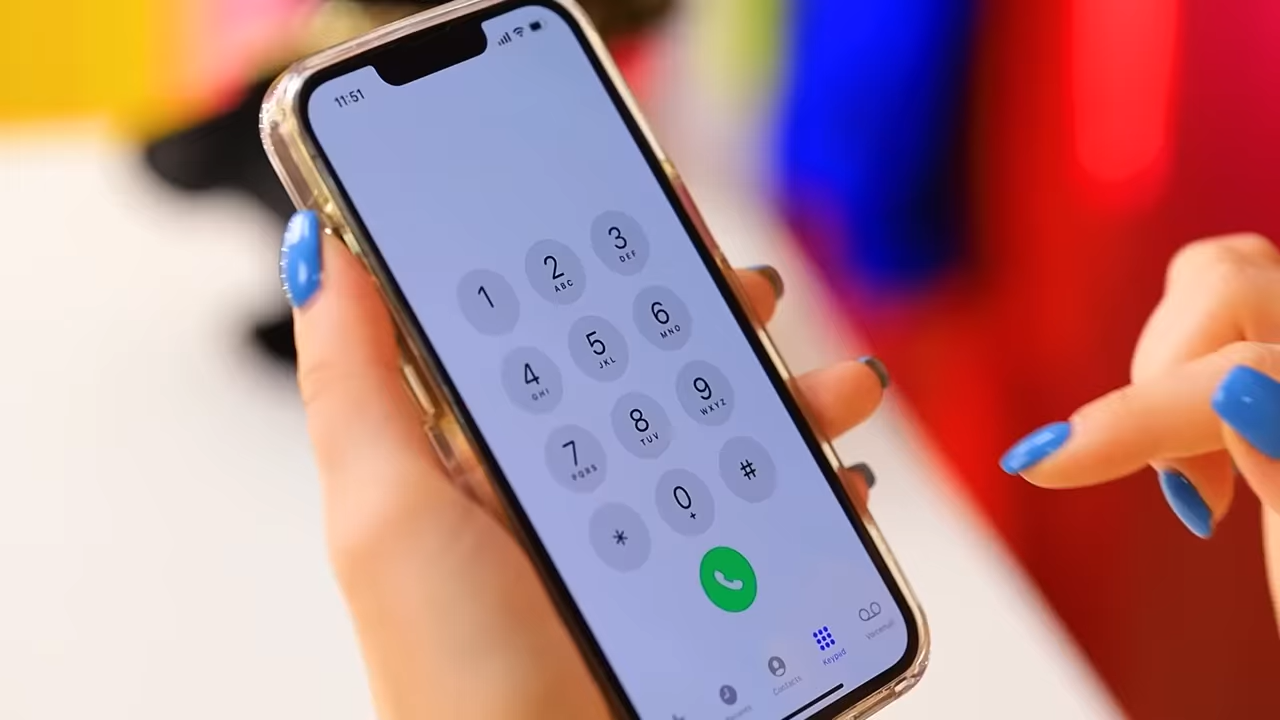 11:51
1 2 ABC 3 DEF
4 GHI 5 JKL 6 MNO
7 PQRS 8 TUV 9 WXYZ
* 0 + #
Contacts Keypad Voicemail